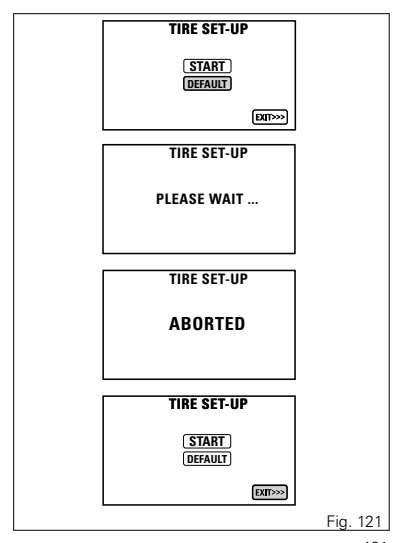 TIRE SET-UP
START
DEFAULT
EXIT>>>
TIRE SET-UP
PLEASE WAIT ...
TIRE SET-UP
ABORTED
TIRE SET-UP
START
DEFAULT
EXIT>>>
Fig. 121